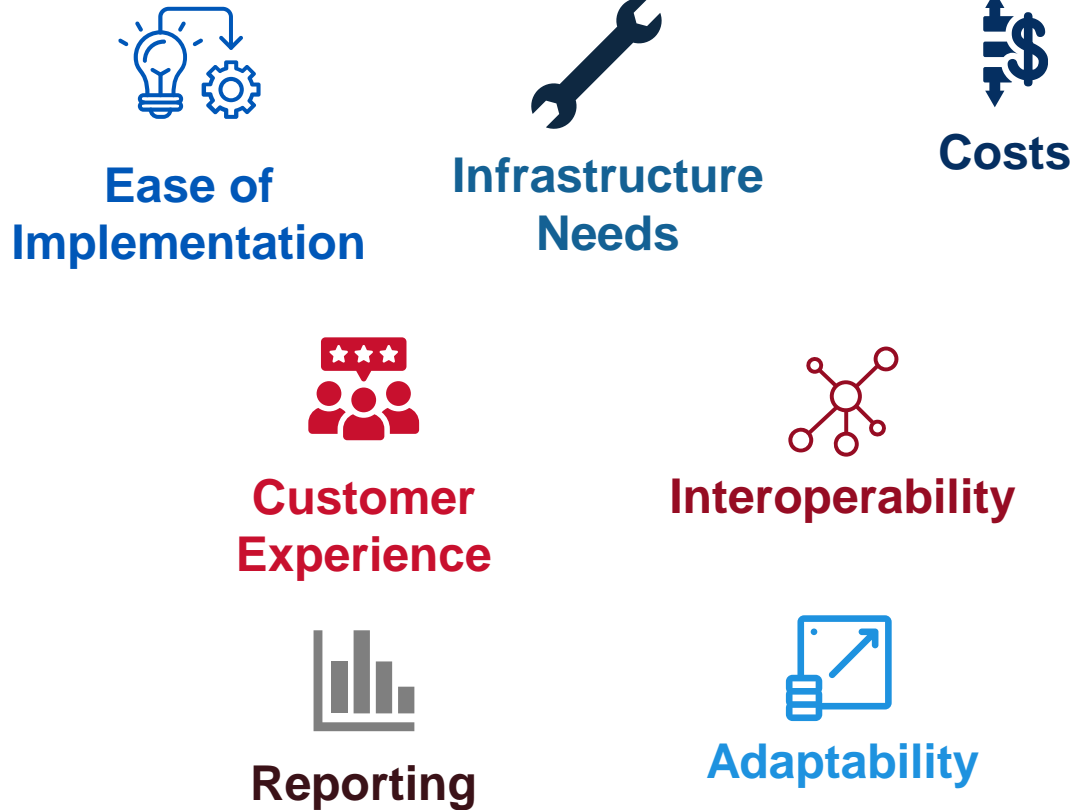 Ease of
Implementation
Infrastructure
Needs
Costs
Customer
Experience
Interoperability
Reporting
Adaptability